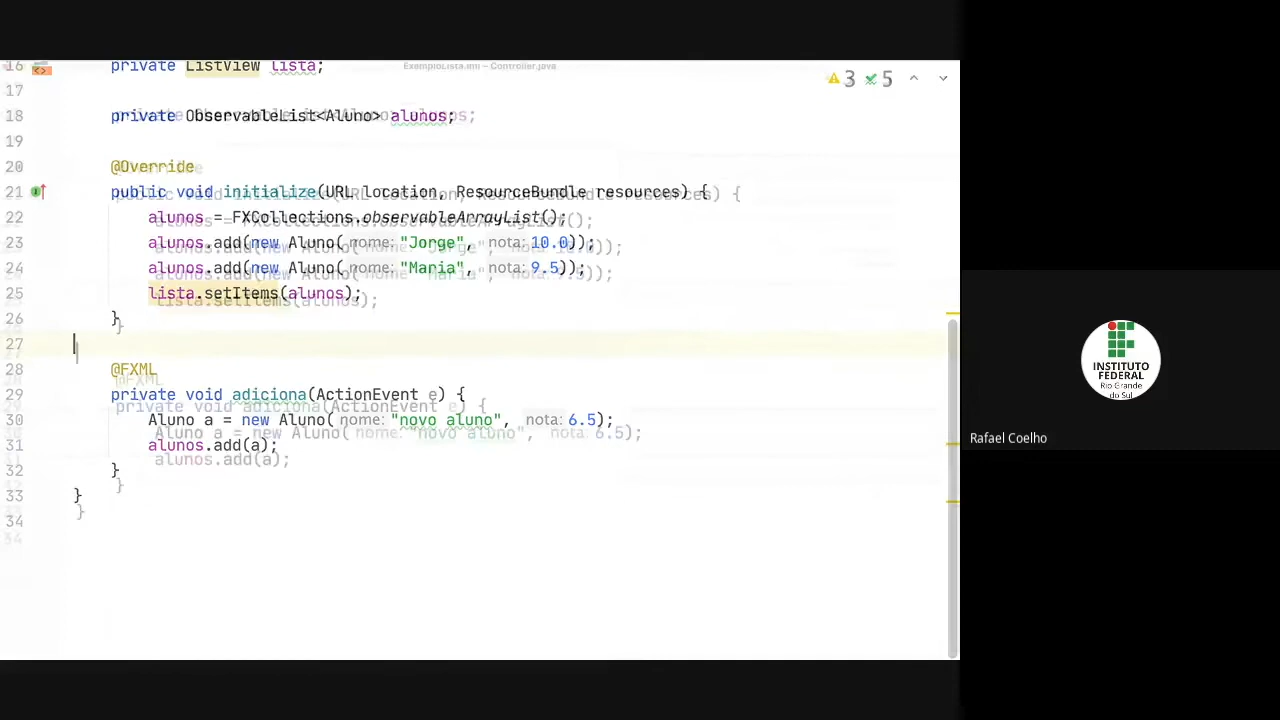 ExemploLista.iml – Controller.java
3 5
16 private ListView lista;
17
18 private ObservableList<Aluno> alunos;
19
20 @Override
21 public void initialize(URL location, ResourceBundle resources) {
22 alunos = FXCollections.observableArrayList();
23 alunos.add(new Aluno( nome: "Jorge", nota: 10.0));
24 alunos.add(new Aluno( nome: "Maria", nota: 9.5));
25 lista.setItems(alunos);
26 }
27
28 @FXML
29 private void adiciona(ActionEvent e) {
30 Aluno a = new Aluno( nome: "novo aluno", nota: 6.5);
31 alunos.add(a);
32 }
33 }
34
INSTITUTO
FEDERAL
Rio Grande
do Sul
Rafael Coelho